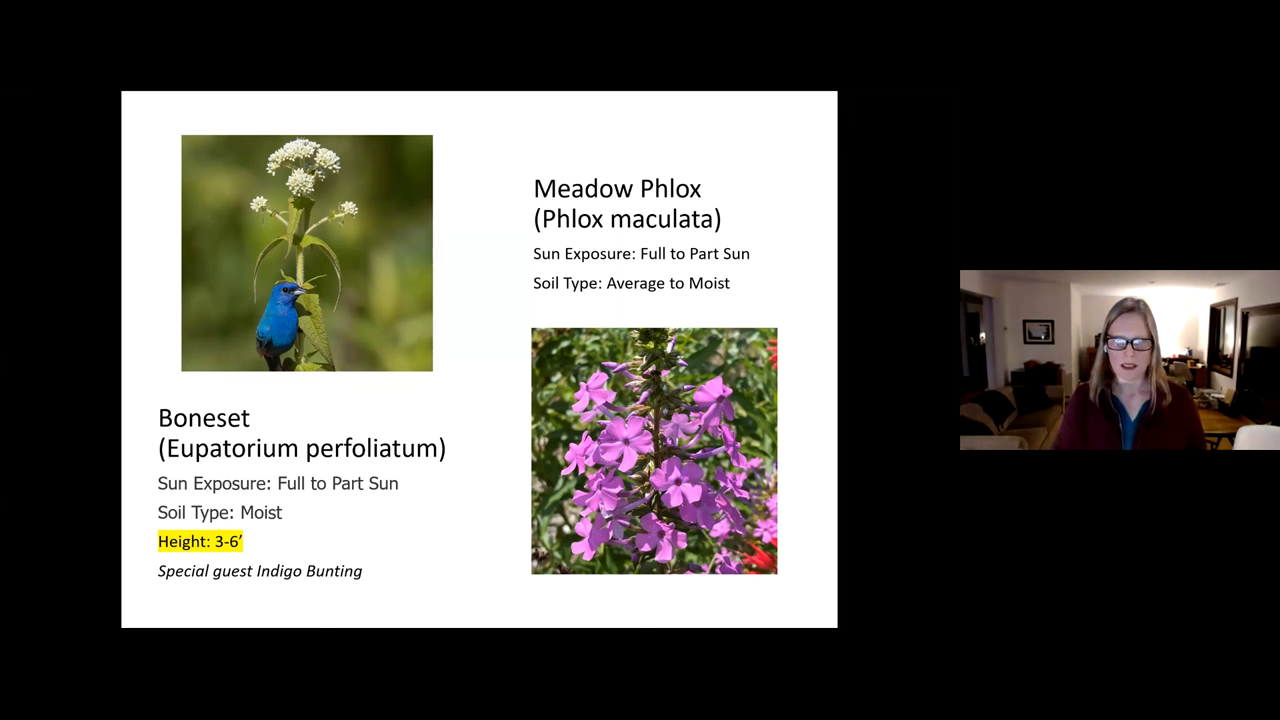 Boneset
(Eupatorium perfoliatum)
Sun Exposure: Full to Part Sun
Soil Type: Moist
Height: 3-6’
Special guest Indigo Bunting
Meadow Phlox
(Phlox maculata)
Sun Exposure: Full to Part Sun
Soil Type: Average to Moist